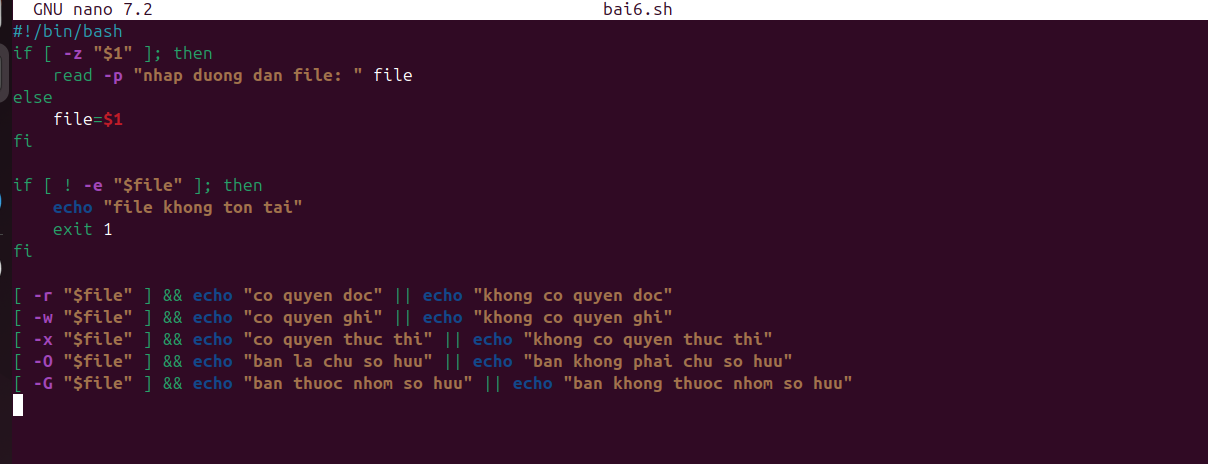 GNU nano 7.2 bai6.sh
#!/bin/bash
if [ -z "$1" ]; then
    read -p "nhap duong dan file: " file
else
    file=$1
fi

if [ ! -e "$file" ]; then
    echo "file khong ton tai"
    exit 1
fi

[ -r "$file" ] && echo "co quyen doc" || echo "khong co quyen doc"
[ -w "$file" ] && echo "co quyen ghi" || echo "khong co quyen ghi"
[ -x "$file" ] && echo "co quyen thuc thi" || echo "khong co quyen thuc thi"
[ -O "$file" ] && echo "ban la chu so huu" || echo "ban khong phai chu so huu"
[ -G "$file" ] && echo "ban thuoc nhom so huu" || echo "ban khong thuoc nhom so huu"